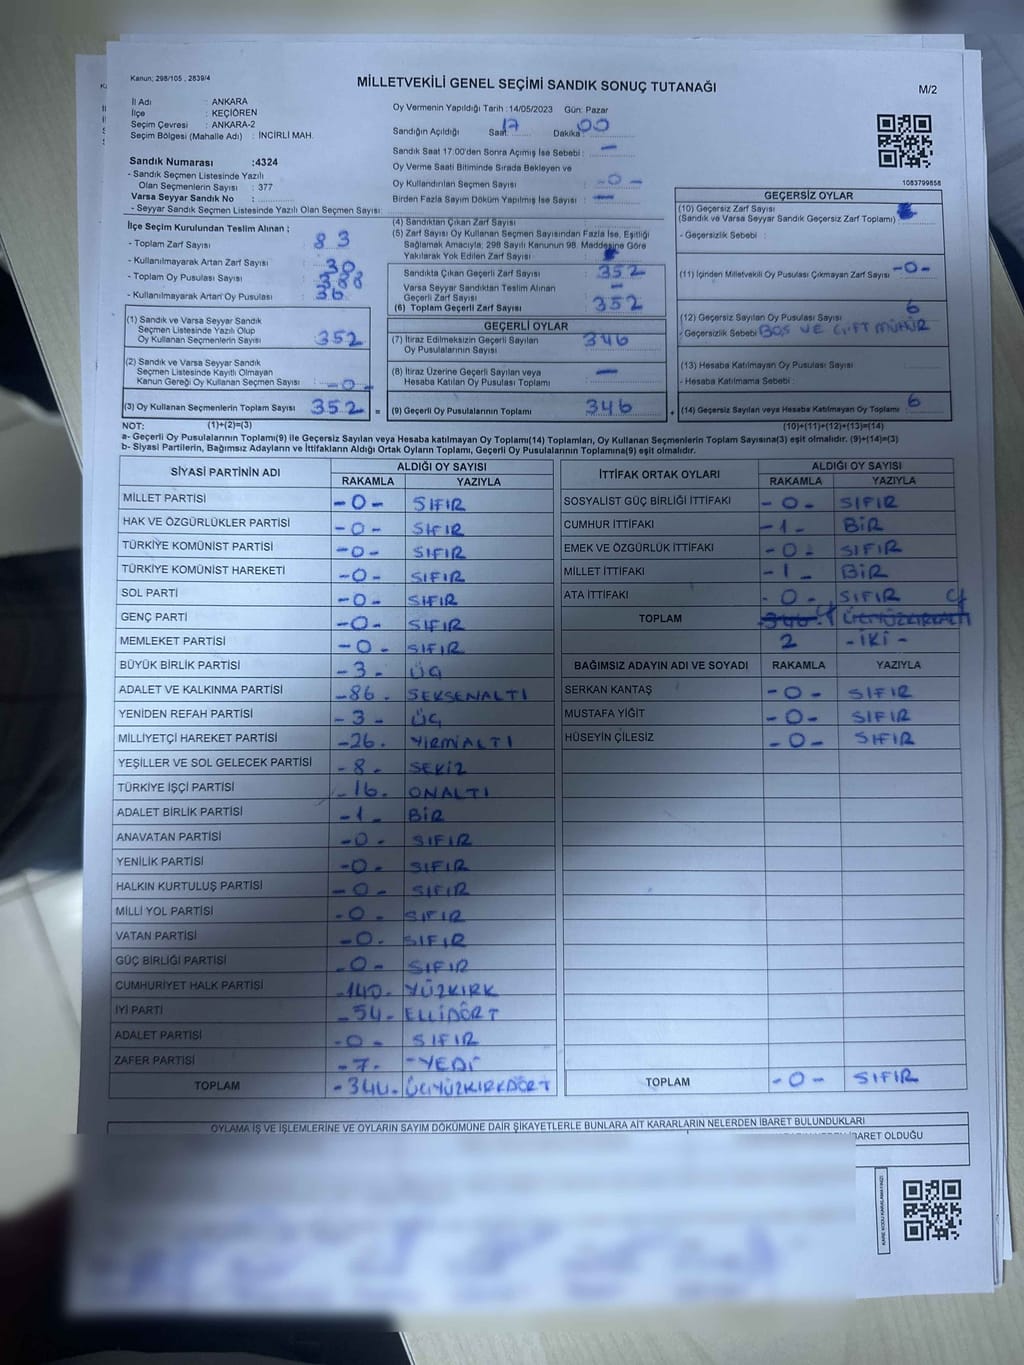 Kanun; 298/105 , 2839/4
MİLLETVEKİLİ GENEL SEÇİMİ SANDIK SONUÇ TUTANAĞI
M/2
İl Adı : ANKARA
İlçe : KEÇİÖREN
Seçim Çevresi : ANKARA-2
Seçim Bölgesi (Mahalle Adı) : İNCİRLİ MAH.
Sandık Numarası :4324
- Sandık Seçmen Listesinde Yazılı
Olan Seçmenlerin Sayısı : 377
Varsa Seyyar Sandık No :
- Seyyar Sandık Seçmen Listesinde Yazılı Olan Seçmen Sayısı:
Oy Vermenin Yapıldığı Tarih :14/05/2023 Gün: Pazar
Sandığın Açıldığı Saat: 17 Dakika 00
Sandık Saat 17:00'den Sonra Açımış İse Sebebi : -
Oy Verme Saati Bitiminde Sırada Bekleyen ve
Oy Kullandırılan Seçmen Sayısı -0-
Birden Fazla Sayım Döküm Yapılmış İse Sayısı : -
1083799858
İlçe Seçim Kurulundan Teslim Alınan ;
- Toplam Zarf Sayısı : 83
- Kullanılmayarak Artan Zarf Sayısı : 30
- Toplam Oy Pusulası Sayısı : 388
- Kullanılmayarak Artan Oy Pusulası : 36
(1) Sandık ve Varsa Seyyar Sandık
Seçmen Listesinde Yazılı Olup
Oy Kullanan Seçmenlerin Sayısı : 352
(2) Sandık ve Varsa Seyyar Sandık
Seçmen Listesinde Kayıtlı Olmayan
Kanun Gereği Oy Kullanan Seçmen Sayısı : -0-
(3) Oy Kullanan Seçmenlerin Toplam Sayısı : 352 =
(4) Sandıktan Çıkan Zarf Sayısı
(5) Zarf Sayısı Oy Kullanan Seçmen Sayısından Fazla İse, Eşitliği
Sağlamak Amacıyla; 298 Sayılı Kanunun 98. Maddesine Göre
Yakılarak Yok Edilen Zarf Sayısı :
Sandıkta Çıkan Geçerli Zarf Sayısı : 352
Varsa Seyyar Sandıktan Teslim Alınan
Geçerli Zarf Sayısı : -
(6) Toplam Geçerli Zarf Sayısı : 352
GEÇERLİ OYLAR
(7) İtiraz Edilmeksizin Geçerli Sayılan
Oy Pusulalarının Sayısı : 346
(8) İtiraz Üzerine Geçerli Sayılan veya
Hesaba Katılan Oy Pusulası Toplamı : -
(9) Geçerli Oy Pusulalarının Toplamı : 346 +
GEÇERSİZ OYLAR
(10) Geçersiz Zarf Sayısı
(Sandık ve Varsa Seyyar Sandık Geçersiz Zarf Toplamı) :
- Geçersizlik Sebebi :
(11) İçinden Milletvekili Oy Pusulası Çıkmayan Zarf Sayısı -0-
(12) Geçersiz Sayılan Oy Pusulası Sayısı : 6
- Geçersizlik Sebebi BOŞ VE ÇİFT MÜHÜR
(13) Hesaba Katılmayan Oy Pusulası Sayısı :
- Hesaba Katılmama Sebebi :
(14) Geçersiz Sayılan veya Hesaba Katılmayan Oy Toplamı : 6
NOT: (1)+(2)=(3) (10)+(11)+(12)+(13)=(14)
a- Geçerli Oy Pusulalarının Toplamı(9) ile Geçersiz Sayılan veya Hesaba katılmayan Oy Toplamı(14) Toplamları, Oy Kullanan Seçmenlerin Toplam Sayısına(3) eşit olmalıdır. (9)+(14)=(3)
b- Siyasi Partilerin, Bağımsız Adayların ve İttifakların Aldığı Ortak Oyların Toplamı, Geçerli Oy Pusulalarının Toplamına(9) eşit olmalıdır.
SİYASİ PARTİNİN ADI ALDIĞI OY SAYISI
RAKAMLA YAZIYLA
MİLLET PARTİSİ -0- SIFIR
HAK VE ÖZGÜRLÜKLER PARTİSİ -0- SIFIR
TÜRKİYE KOMÜNİST PARTİSİ -0- SIFIR
TÜRKİYE KOMÜNİST HAREKETİ -0- SIFIR
SOL PARTİ -0- SIFIR
GENÇ PARTİ -0- SIFIR
MEMLEKET PARTİSİ -0- SIFIR
BÜYÜK BİRLİK PARTİSİ -3- ÜÇ
ADALET VE KALKINMA PARTİSİ -86- SEKSENALTI
YENİDEN REFAH PARTİSİ -3- ÜÇ
MİLLİYETÇİ HAREKET PARTİSİ -26- YİRMİALTI
YEŞİLLER VE SOL GELECEK PARTİSİ -8- SEKİZ
TÜRKİYE İŞÇİ PARTİSİ -16- ONALTI
ADALET BİRLİK PARTİSİ -1- BİR
ANAVATAN PARTİSİ -0- SIFIR
YENİLİK PARTİSİ -0- SIFIR
HALKIN KURTULUŞ PARTİSİ -0- SIFIR
MİLLİ YOL PARTİSİ -0- SIFIR
VATAN PARTİSİ -0- SIFIR
GÜÇ BİRLİĞİ PARTİSİ -0- SIFIR
CUMHURİYET HALK PARTİSİ -140- YÜZKIRK
İYİ PARTİ -54- ELLİDÖRT
ADALET PARTİSİ -0- SIFIR
ZAFER PARTİSİ -7- -YEDİ
TOPLAM -344- ÜÇYÜZKIRKDÖRT
İTTİFAK ORTAK OYLARI ALDIĞI OY SAYISI
RAKAMLA YAZIYLA
SOSYALİST GÜÇ BİRLİĞİ İTTİFAKI -0- SIFIR
CUMHUR İTTİFAKI -1- BİR
EMEK VE ÖZGÜRLÜK İTTİFAKI -0- SIFIR
MİLLET İTTİFAKI -1- BİR
ATA İTTİFAKI -0- SIFIR
TOPLAM 346 ÜÇYÜZKIRKALTI
2 -İKİ-
BAĞIMSIZ ADAYIN ADI VE SOYADI RAKAMLA YAZIYLA
SERKAN KANTAŞ -0- SIFIR
MUSTAFA YİĞİT -0- SIFIR
HÜSEYİN ÇİLESİZ -0- SIFIR
TOPLAM -0- SIFIR
OYLAMA İŞ VE İŞLEMLERİNE VE OYLARIN SAYIM DÖKÜMÜNE DAİR ŞİKAYETLERLE BUNLARA AİT KARARLARIN NELERDEN İBARET BULUNDUKLARI
İBARET OLDUĞU